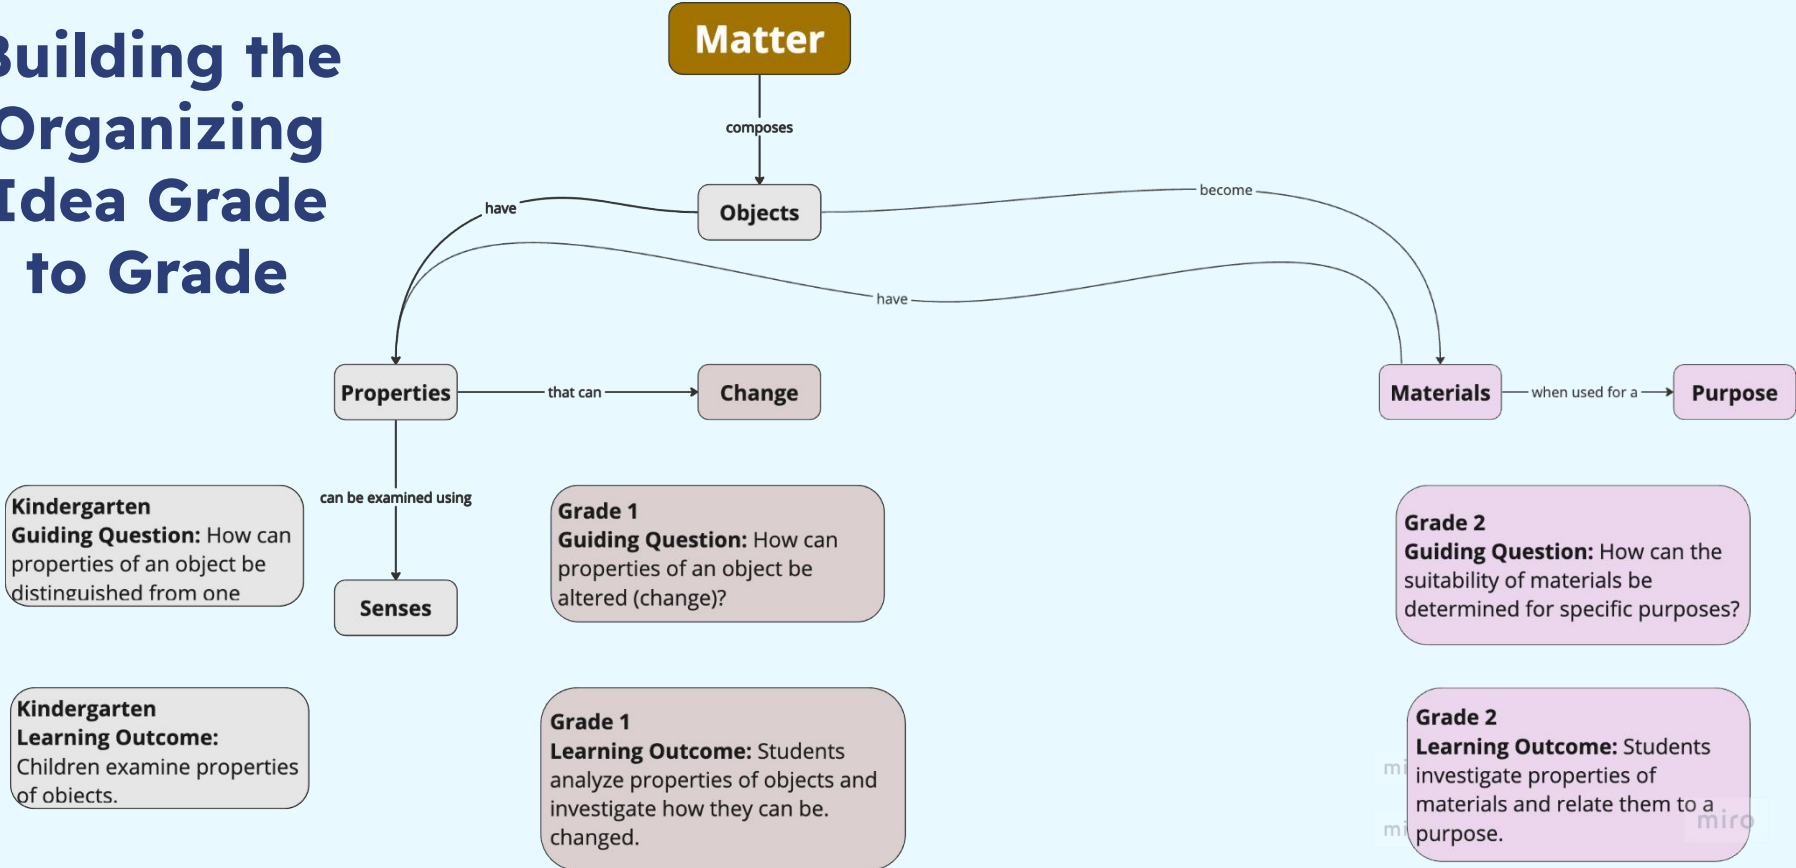 Building the
Organizing
Idea Grade
to Grade
Matter
composes
Objects
have
become
have
Properties
that can
Change
Materials
when used for a
Purpose
can be examined using
Senses
Kindergarten
Guiding Question: How can
properties of an object be
distinguished from one
Grade 1
Guiding Question: How can
properties of an object be
altered (change)?
Grade 2
Guiding Question: How can the
suitability of materials be
determined for specific purposes?
Kindergarten
Learning Outcome:
Children examine properties
of objects.
Grade 1
Learning Outcome: Students
analyze properties of objects and
investigate how they can be.
changed.
Grade 2
Learning Outcome: Students
investigate properties of
materials and relate them to a
purpose.
mi
mi
miro